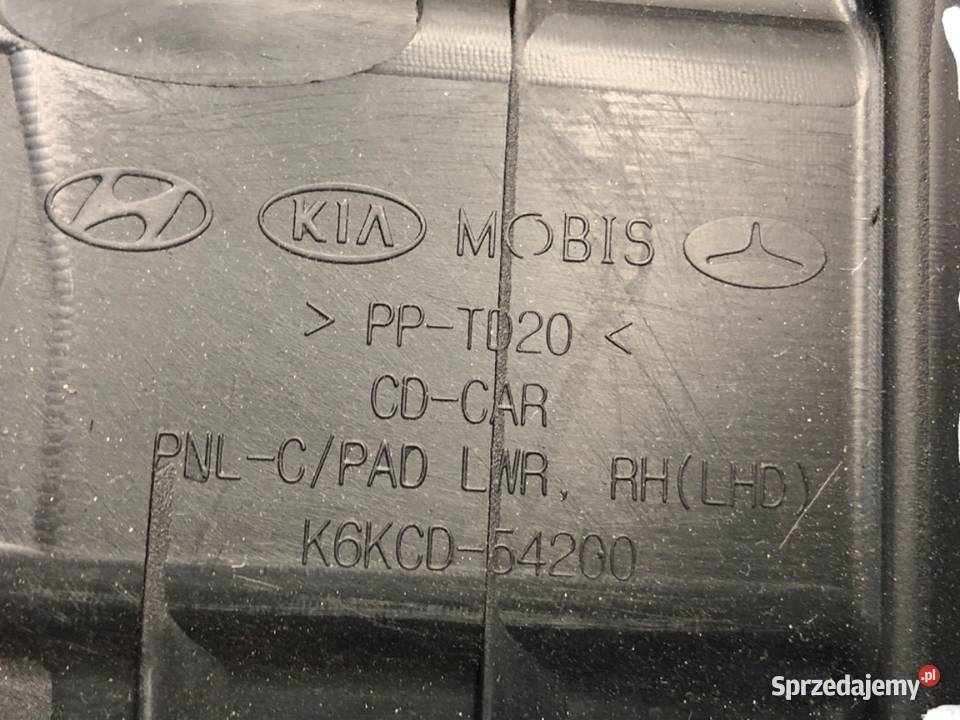 KIA MOBIS
> PP-TD20 <
CD-CAR
PNL-C/PAD LWR, RH(LHD)
K6KCD-54200
Sprzedajemy.pl